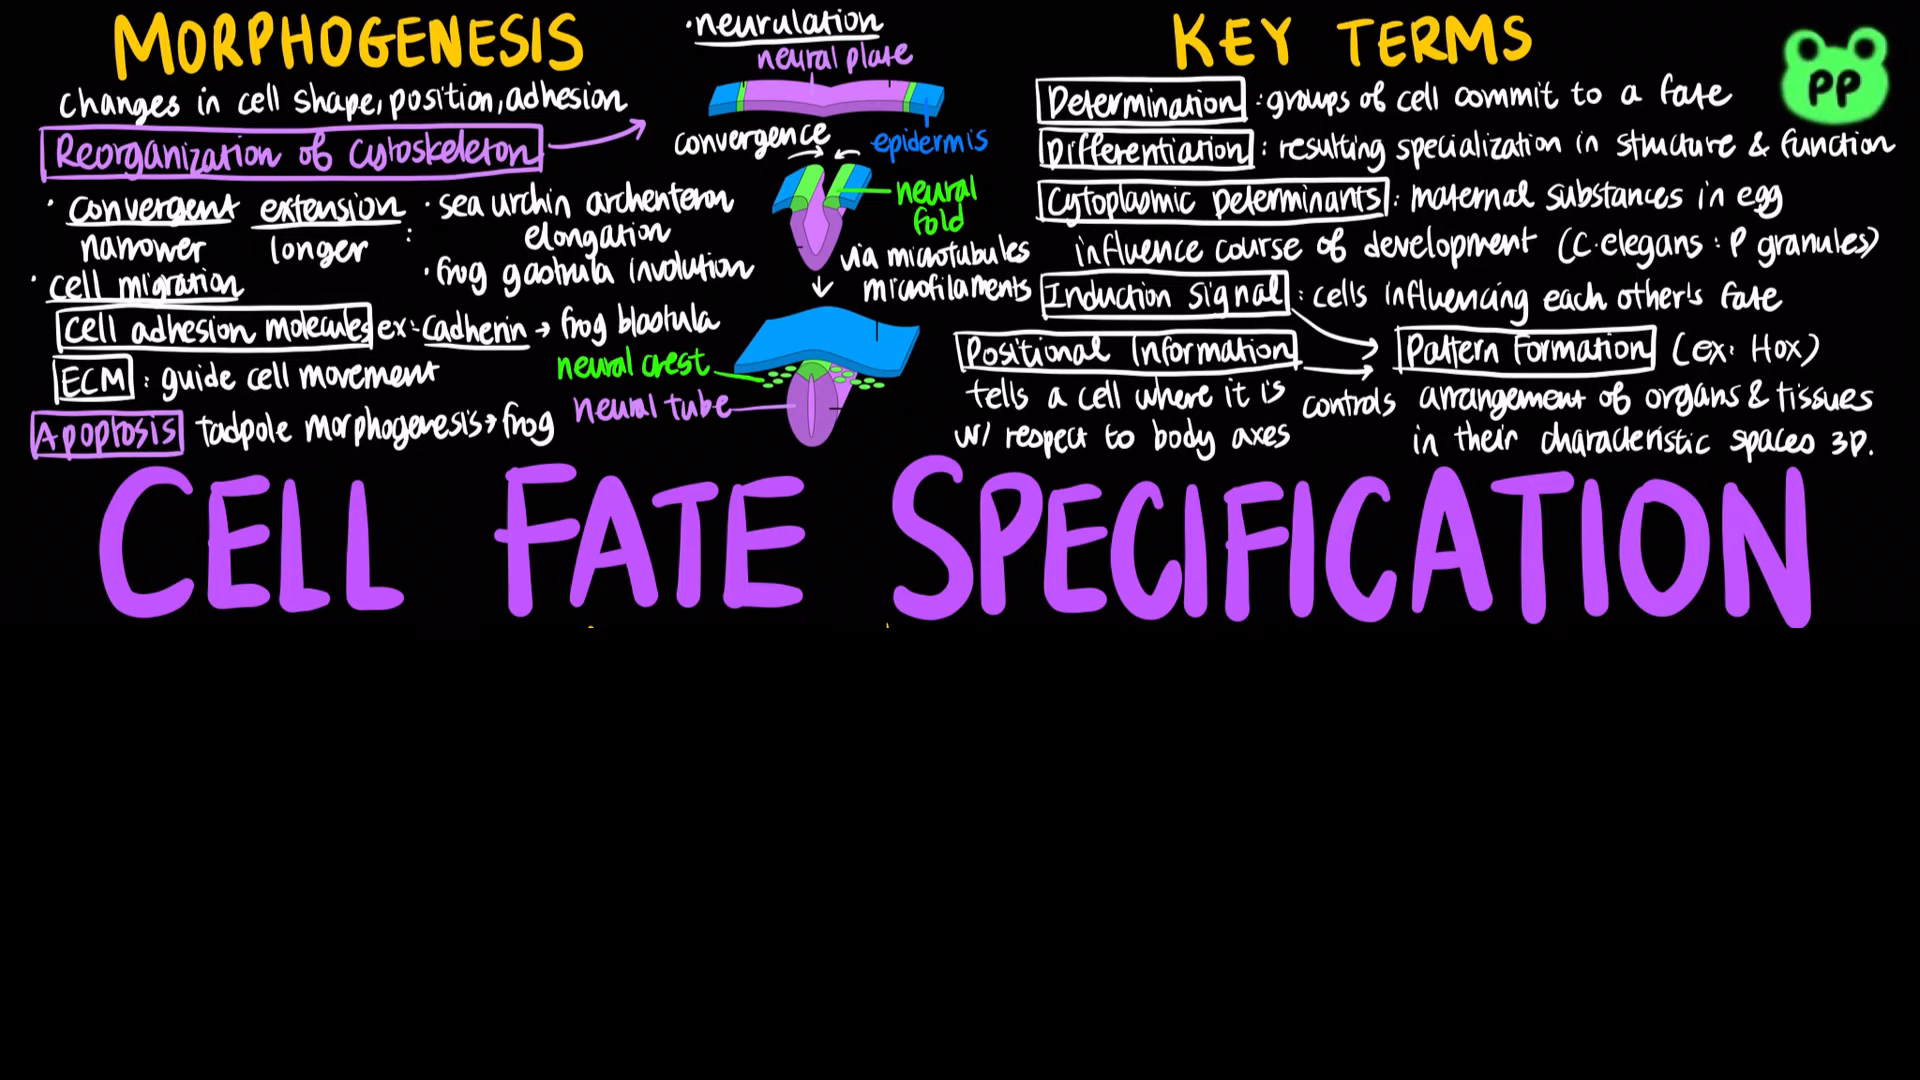 MORPHOGENESIS
changes in cell shape, position, adhesion
Reorganization of cytoskeleton
· convergent extension :
narrower longer
· sea urchin archenteron
elongation
· frog gastrula involution
· cell migration
cell adhesion molecules ex: cadherin → frog blastula
ECM : guide cell movement
Apoptosis tadpole morphogenesis → frog
· neurulation
neural plate
convergence
epidermis
neural
fold
via microtubules
microfilaments
neural crest
neural tube
KEY TERMS
PP
Determination : groups of cell commit to a fate
Differentiation : resulting specialization in structure & function
Cytoplasmic Determinants : maternal substances in egg
influence course of development (C. elegans : P granules)
Induction Signal : cells influencing each other's fate
Positional Information
tells a cell where it is
w/ respect to body axes
controls
Pattern Formation (ex: Hox)
arrangement of organs & tissues
in their characteristic spaces 3D.
CELL FATE SPECIFICATION